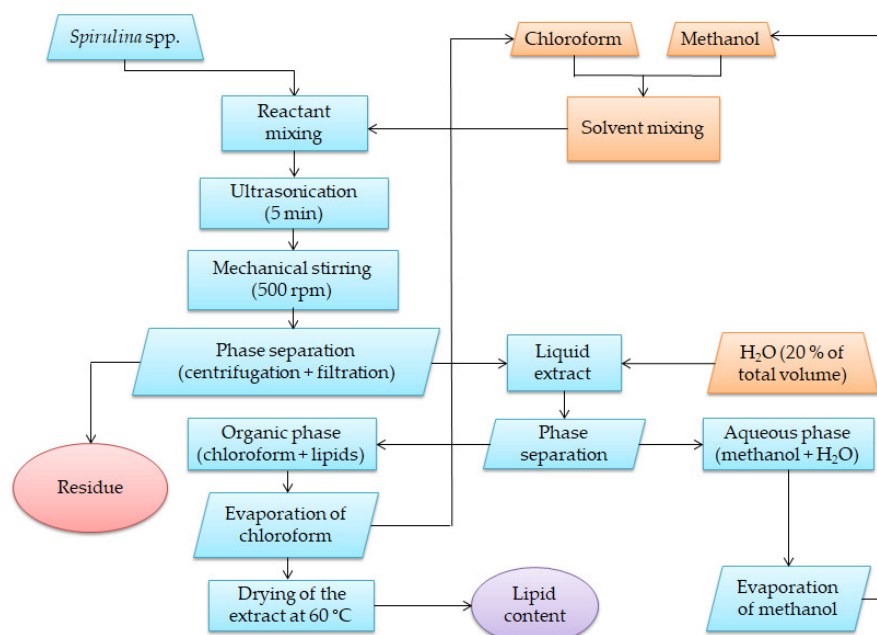 Spirulina spp.
Chloroform
Methanol
Reactant
mixing
Solvent mixing
Ultrasonication
(5 min)
Mechanical stirring
(500 rpm)
Phase separation
(centrifugation + filtration)
Liquid
extract
H₂O (20 % of
total volume)
Organic phase
(chloroform + lipids)
Phase
separation
Aqueous phase
(methanol + H₂O)
Residue
Evaporation of
chloroform
Drying of the
extract at 60 °C
Lipid
content
Evaporation
of methanol